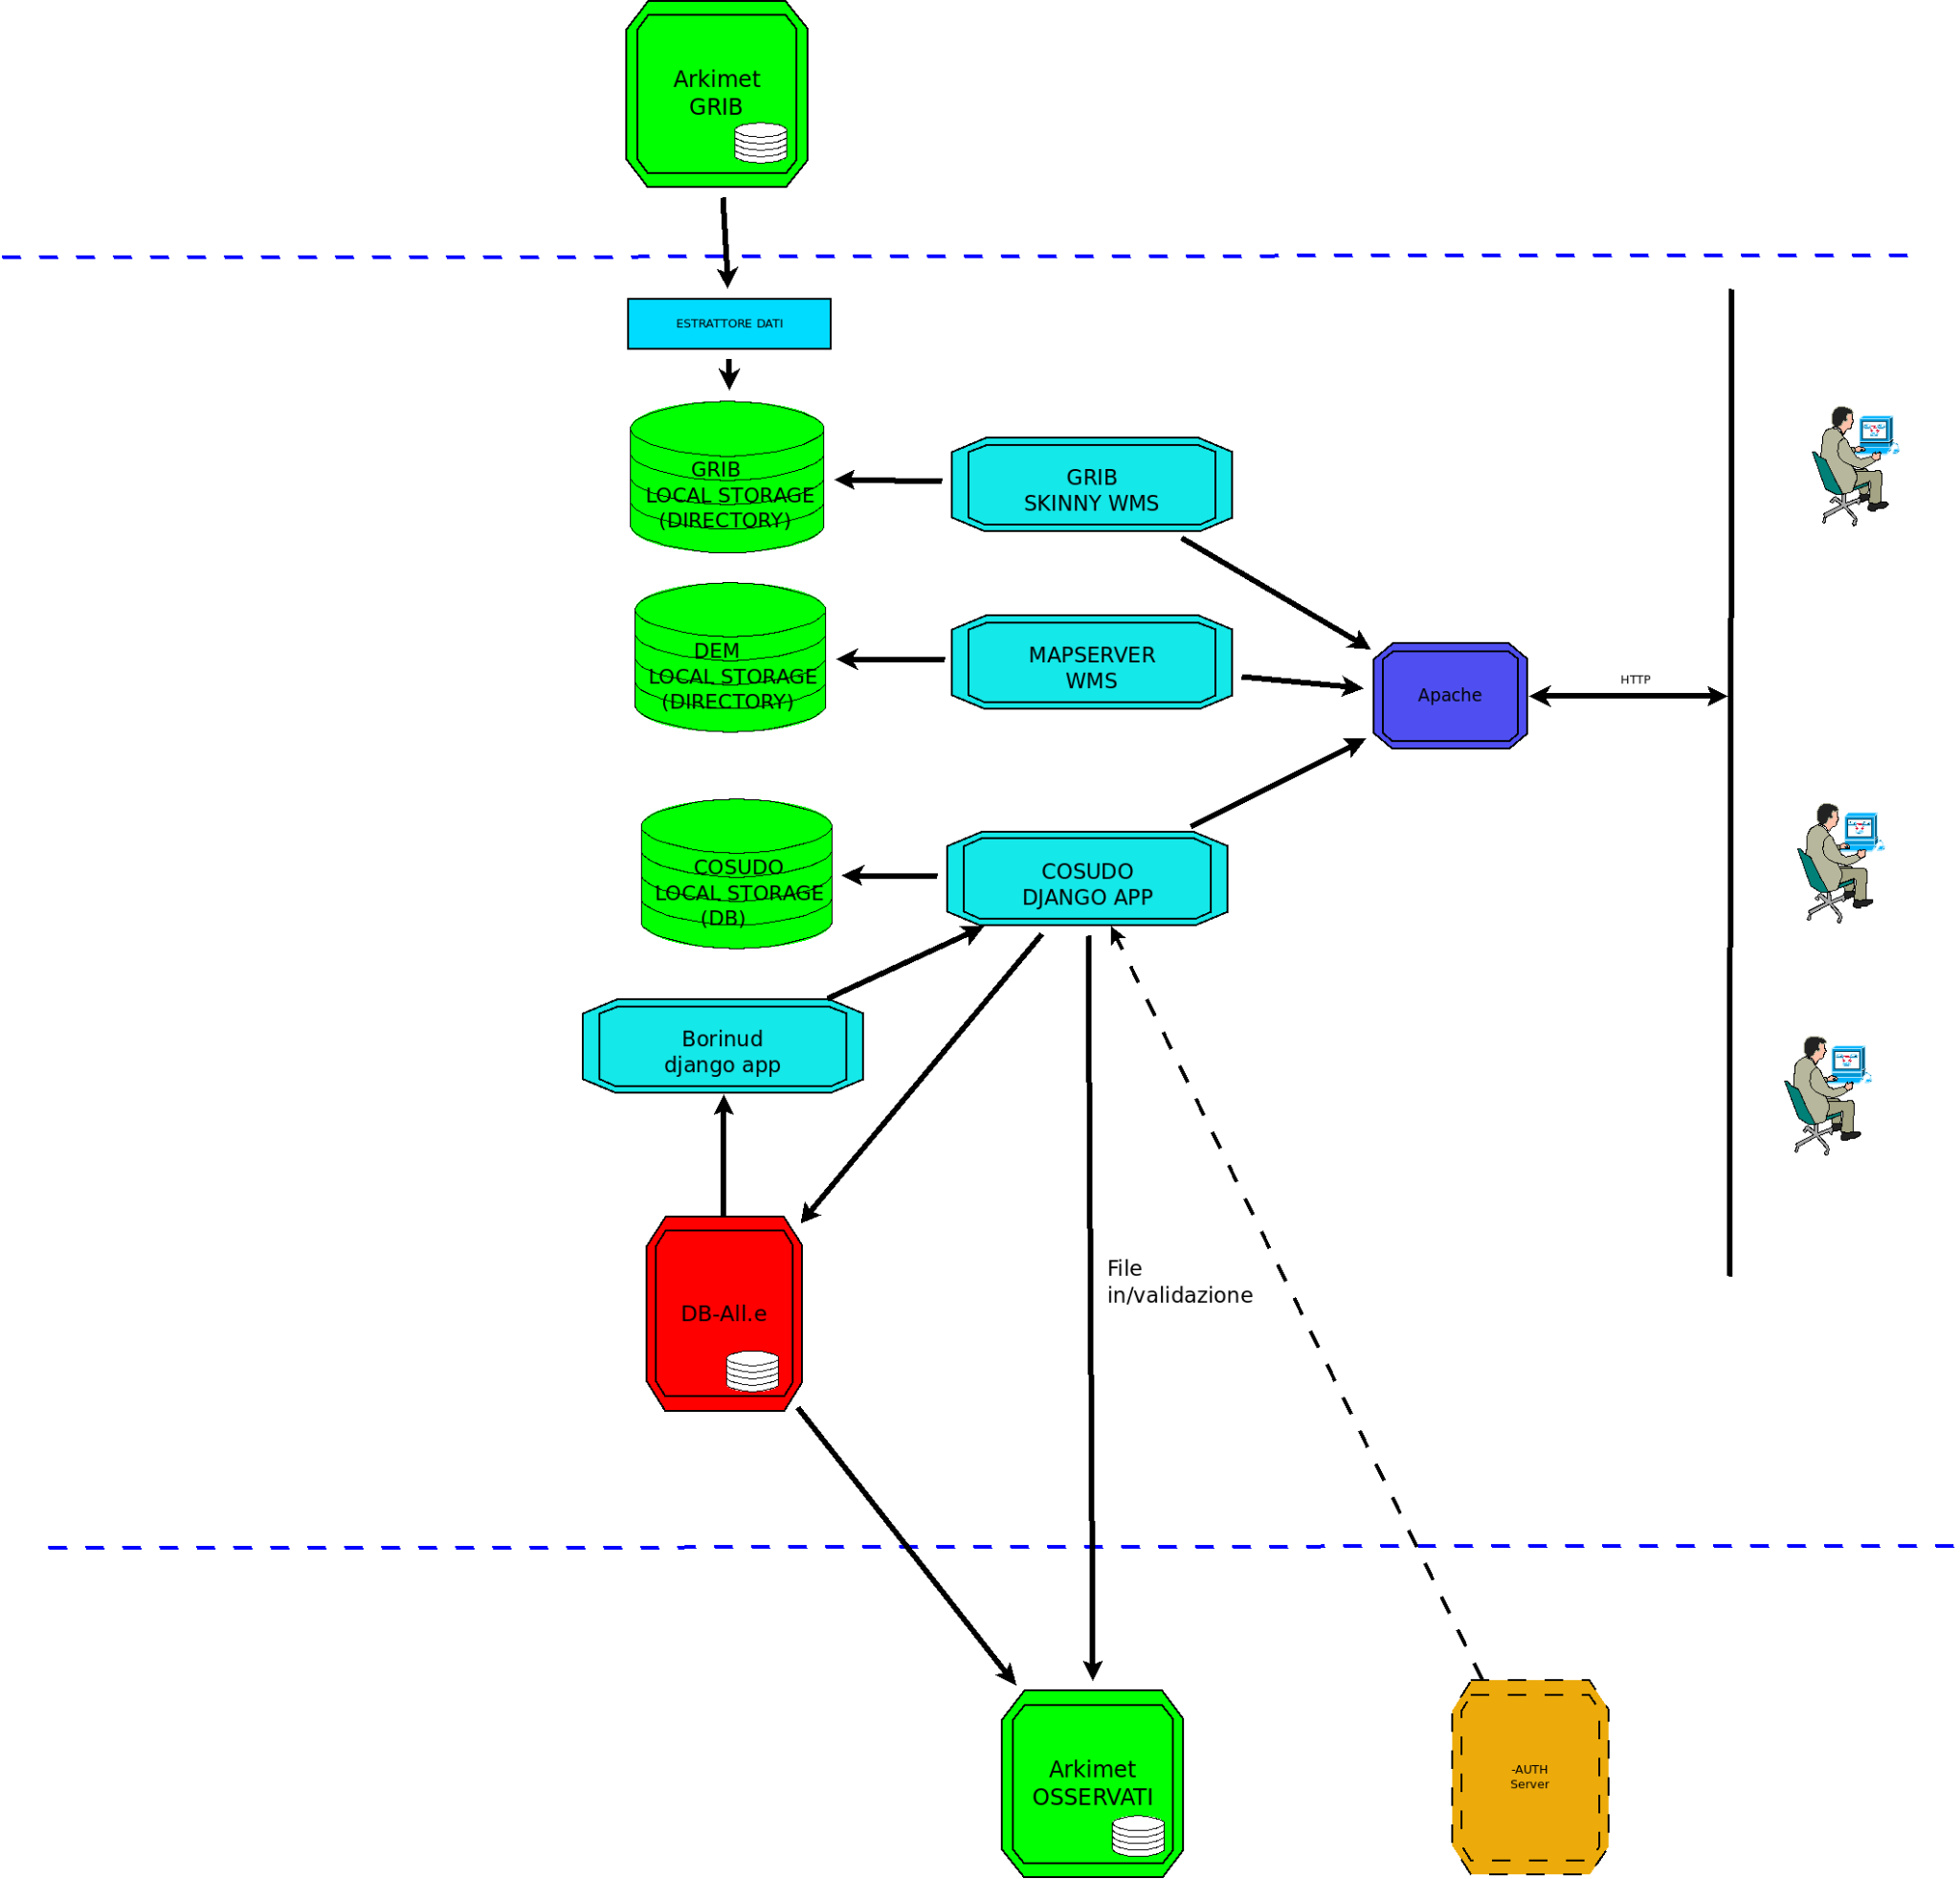 Arkimet
GRIB
ESTRATTORE DATI
GRIB
LOCAL STORAGE
(DIRECTORY)
GRIB
SKINNY WMS
DEM
LOCAL STORAGE
(DIRECTORY)
MAPSERVER
WMS
Apache
HTTP
COSUDO
LOCAL STORAGE
(DB)
COSUDO
DJANGO APP
Borinud
django app
DB-All.e
File
in/validazione
Arkimet
OSSERVATI
-AUTH
Server